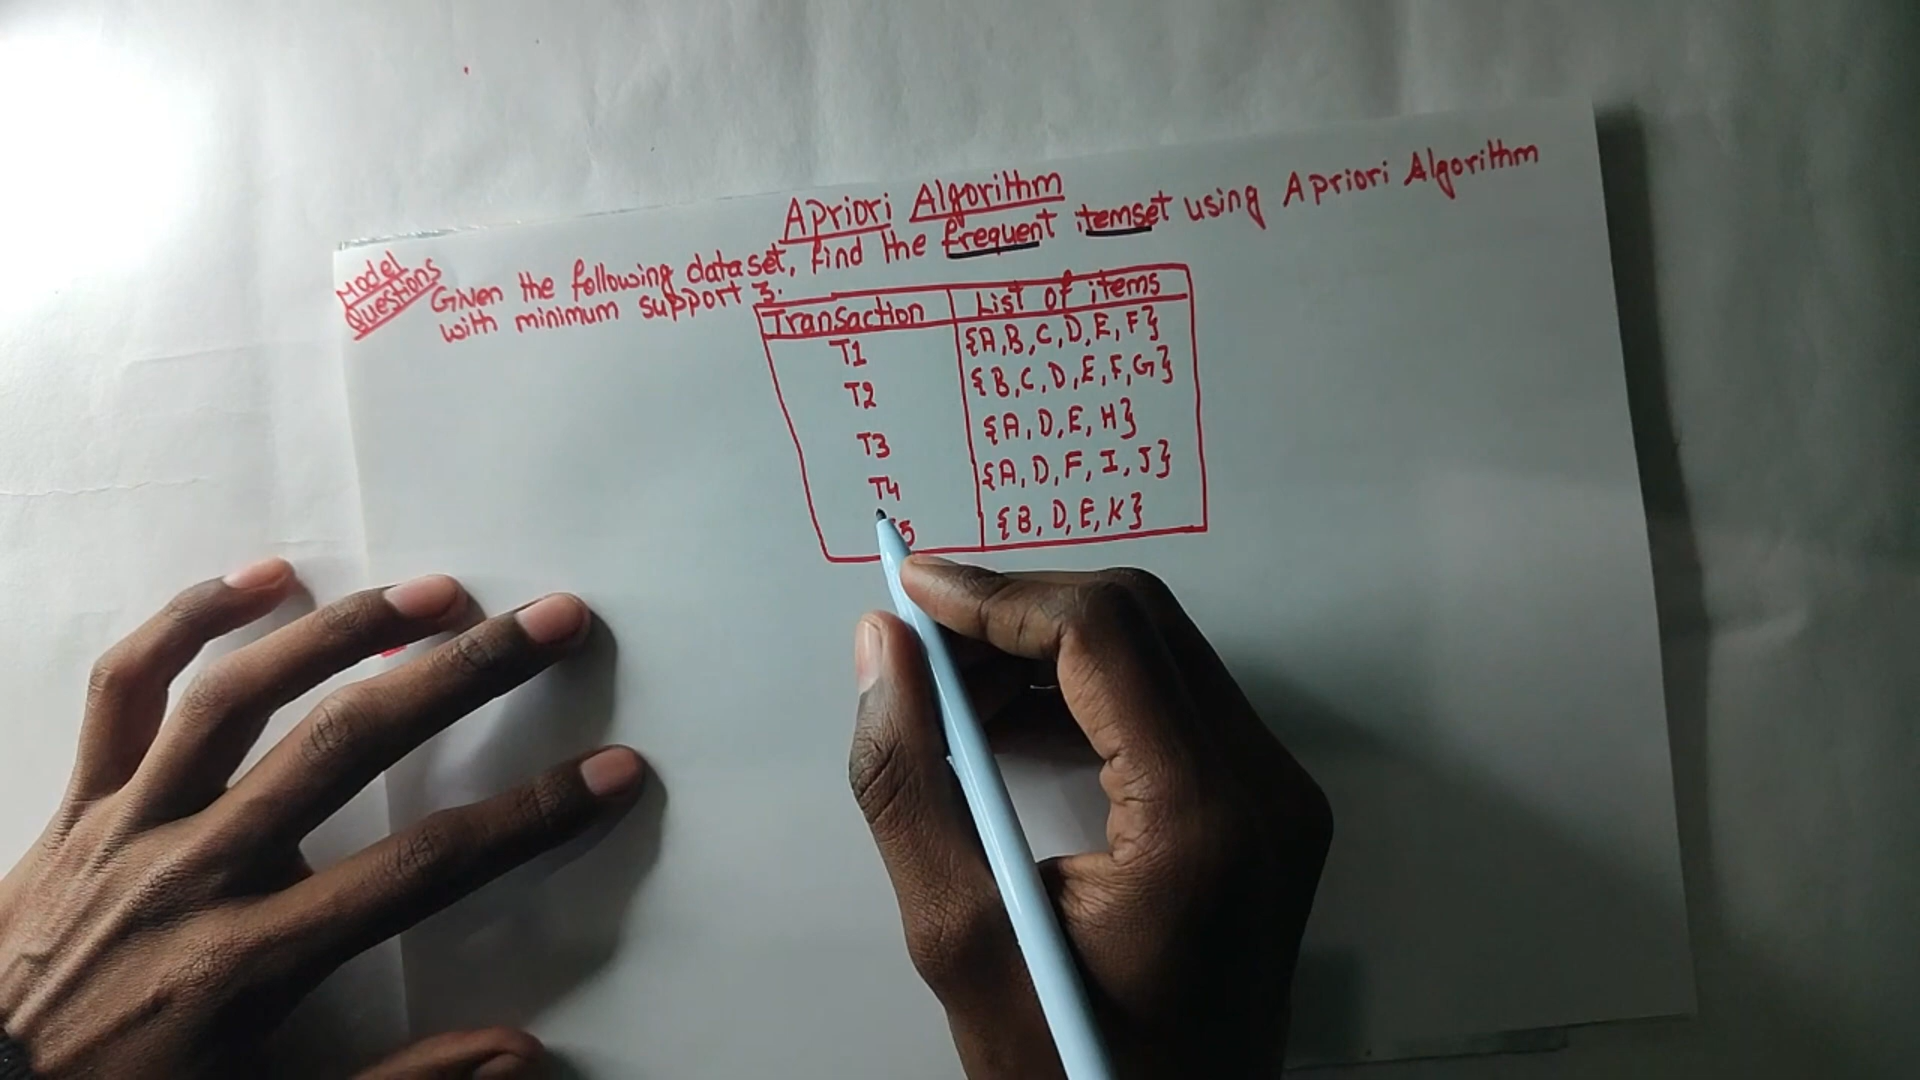 Apriori Algorithm
Model
Questions
Given the following dataset, find the frequent itemset using Apriori Algorithm
with minimum support 3.
Transaction List of items
T1 {A,B,C,D,E,F}
T2 {B,C,D,E,F,G}
T3 {A,D,E,H}
T4 {A,D,F,I,J}
5 {B,D,E,K}